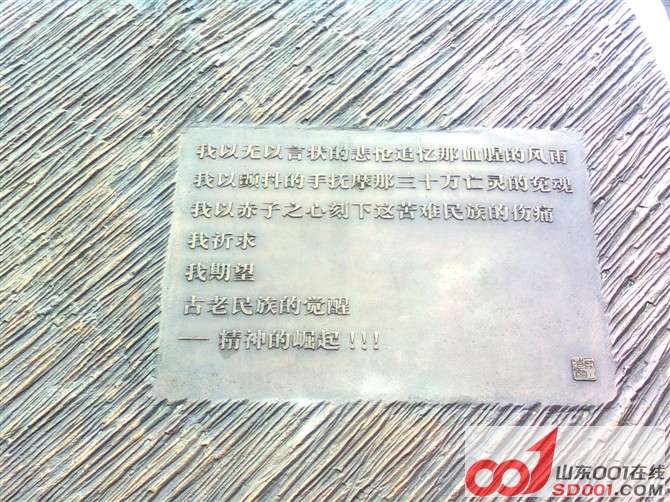 我以无以言状的悲怆追忆那血腥的风雨
我以颤抖的手抚摩那三十万亡灵的冤魂
我以赤子之心刻下这苦难民族的伤痛
我祈求
我期望
古老民族的觉醒
—— 精神的崛起!!!
001 山东001在线
SD001.COM